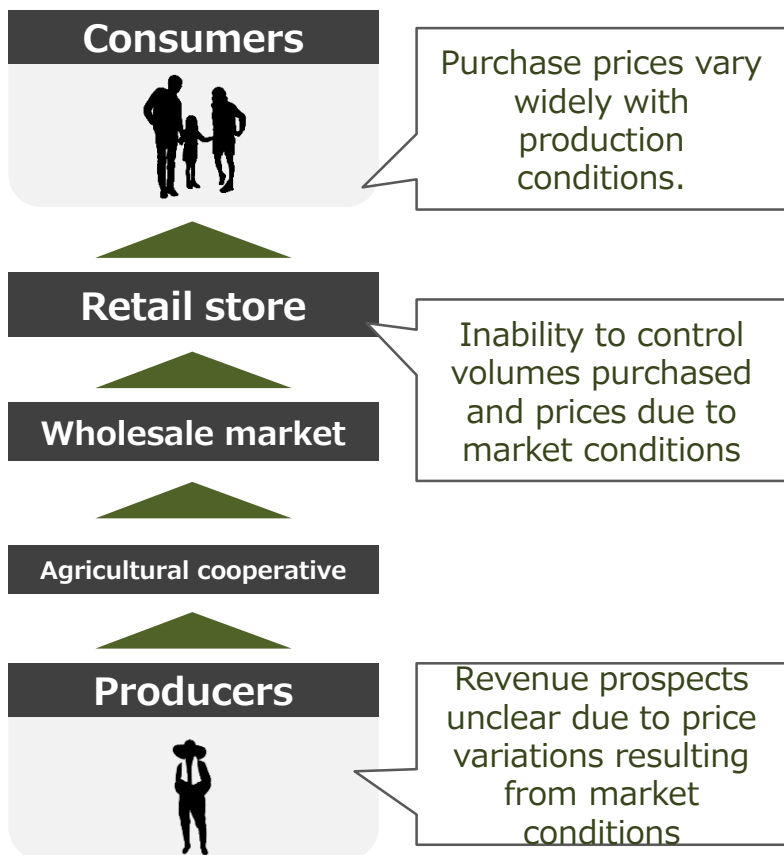 Consumers
Purchase prices vary
widely with
production
conditions.
Retail store
Inability to control
volumes purchased
and prices due to
market conditions
Wholesale market
Agricultural cooperative
Producers
Revenue prospects
unclear due to price
variations resulting
from market
conditions